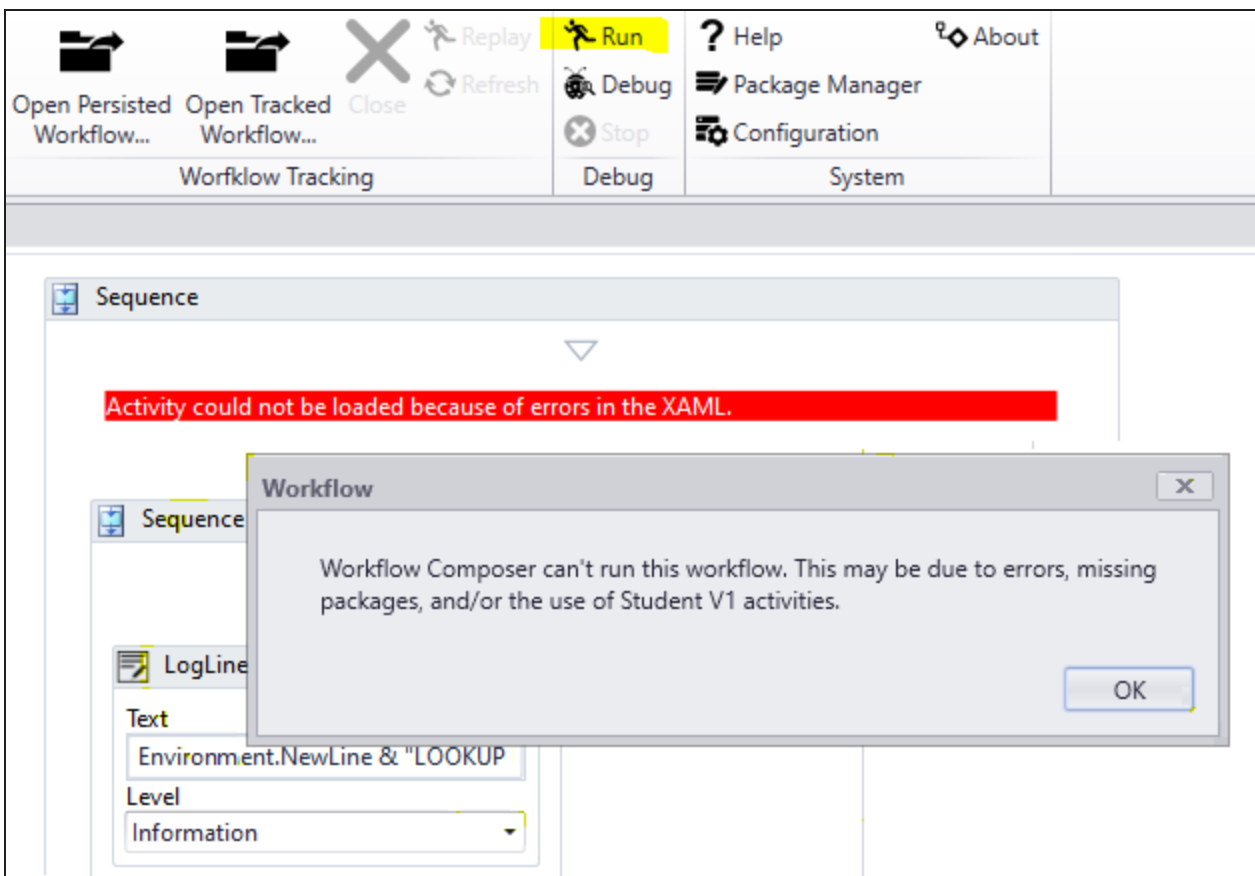 Open Persisted
Workflow...
Open Tracked
Workflow...
Close
Replay
Refresh
Worfklow Tracking
Run
Debug
Stop
Debug
Help
Package Manager
Configuration
About
System
Sequence
Activity could not be loaded because of errors in the XAML.
Sequence
Workflow
Workflow Composer can't run this workflow. This may be due to errors, missing
packages, and/or the use of Student V1 activities.
OK
LogLine
Text
Environment.NewLine & "LOOKUP
Level
Information